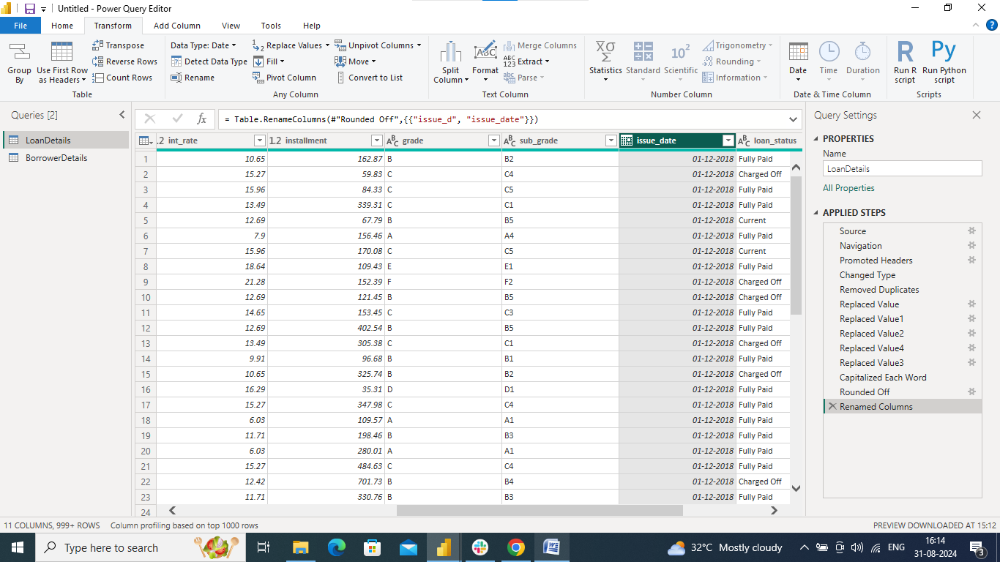 Untitled - Power Query Editor
File Home Transform Add Column View Tools Help
Group By
Use First Row as Headers
Transpose
Reverse Rows
Count Rows
Table
Data Type: Date
Detect Data Type
Rename
Replace Values
Fill
Pivot Column
Unpivot Columns
Move
Convert to List
Any Column
Split Column
Format
Merge Columns
Extract
Parse
Text Column
Statistics
Standard
Scientific
Trigonometry
Rounding
Information
Number Column
Date
Time
Duration
Date & Time Column
Run R script
Run Python script
Scripts
Queries [2]
LoanDetails
BorrowerDetails
= Table.RenameColumns(#"Rounded Off",{{"issue_d", "issue_date"}})
.2 int_rate 1.2 installment ABC grade ABC sub_grade issue_date ABC loan_status
1 10.65 162.87 B B2 01-12-2018 Fully Paid
2 15.27 59.83 C C4 01-12-2018 Charged Off
3 15.96 84.33 C C5 01-12-2018 Fully Paid
4 13.49 339.31 C C1 01-12-2018 Fully Paid
5 12.69 67.79 B B5 01-12-2018 Current
6 7.9 156.46 A A4 01-12-2018 Fully Paid
7 15.96 170.08 C C5 01-12-2018 Current
8 18.64 109.43 E E1 01-12-2018 Fully Paid
9 21.28 152.39 F F2 01-12-2018 Charged Off
10 12.69 121.45 B B5 01-12-2018 Charged Off
11 14.65 153.45 C C3 01-12-2018 Fully Paid
12 12.69 402.54 B B5 01-12-2018 Fully Paid
13 13.49 305.38 C C1 01-12-2018 Charged Off
14 9.91 96.68 B B1 01-12-2018 Fully Paid
15 10.65 325.74 B B2 01-12-2018 Charged Off
16 16.29 35.31 D D1 01-12-2018 Fully Paid
17 15.27 347.98 C C4 01-12-2018 Fully Paid
18 6.03 109.57 A A1 01-12-2018 Fully Paid
19 11.71 198.46 B B3 01-12-2018 Fully Paid
20 6.03 280.01 A A1 01-12-2018 Fully Paid
21 15.27 484.63 C C4 01-12-2018 Fully Paid
22 12.42 701.73 B B4 01-12-2018 Charged Off
23 11.71 330.76 B B3 01-12-2018 Fully Paid
24
Query Settings
PROPERTIES
Name
LoanDetails
All Properties
APPLIED STEPS
Source
Navigation
Promoted Headers
Changed Type
Removed Duplicates
Replaced Value
Replaced Value1
Replaced Value2
Replaced Value4
Replaced Value3
Capitalized Each Word
Rounded Off
Renamed Columns
11 COLUMNS, 999+ ROWS Column profiling based on top 1000 rows
PREVIEW DOWNLOADED AT 15:12
Type here to search
32°C Mostly cloudy
ENG
16:14
31-08-2024
3